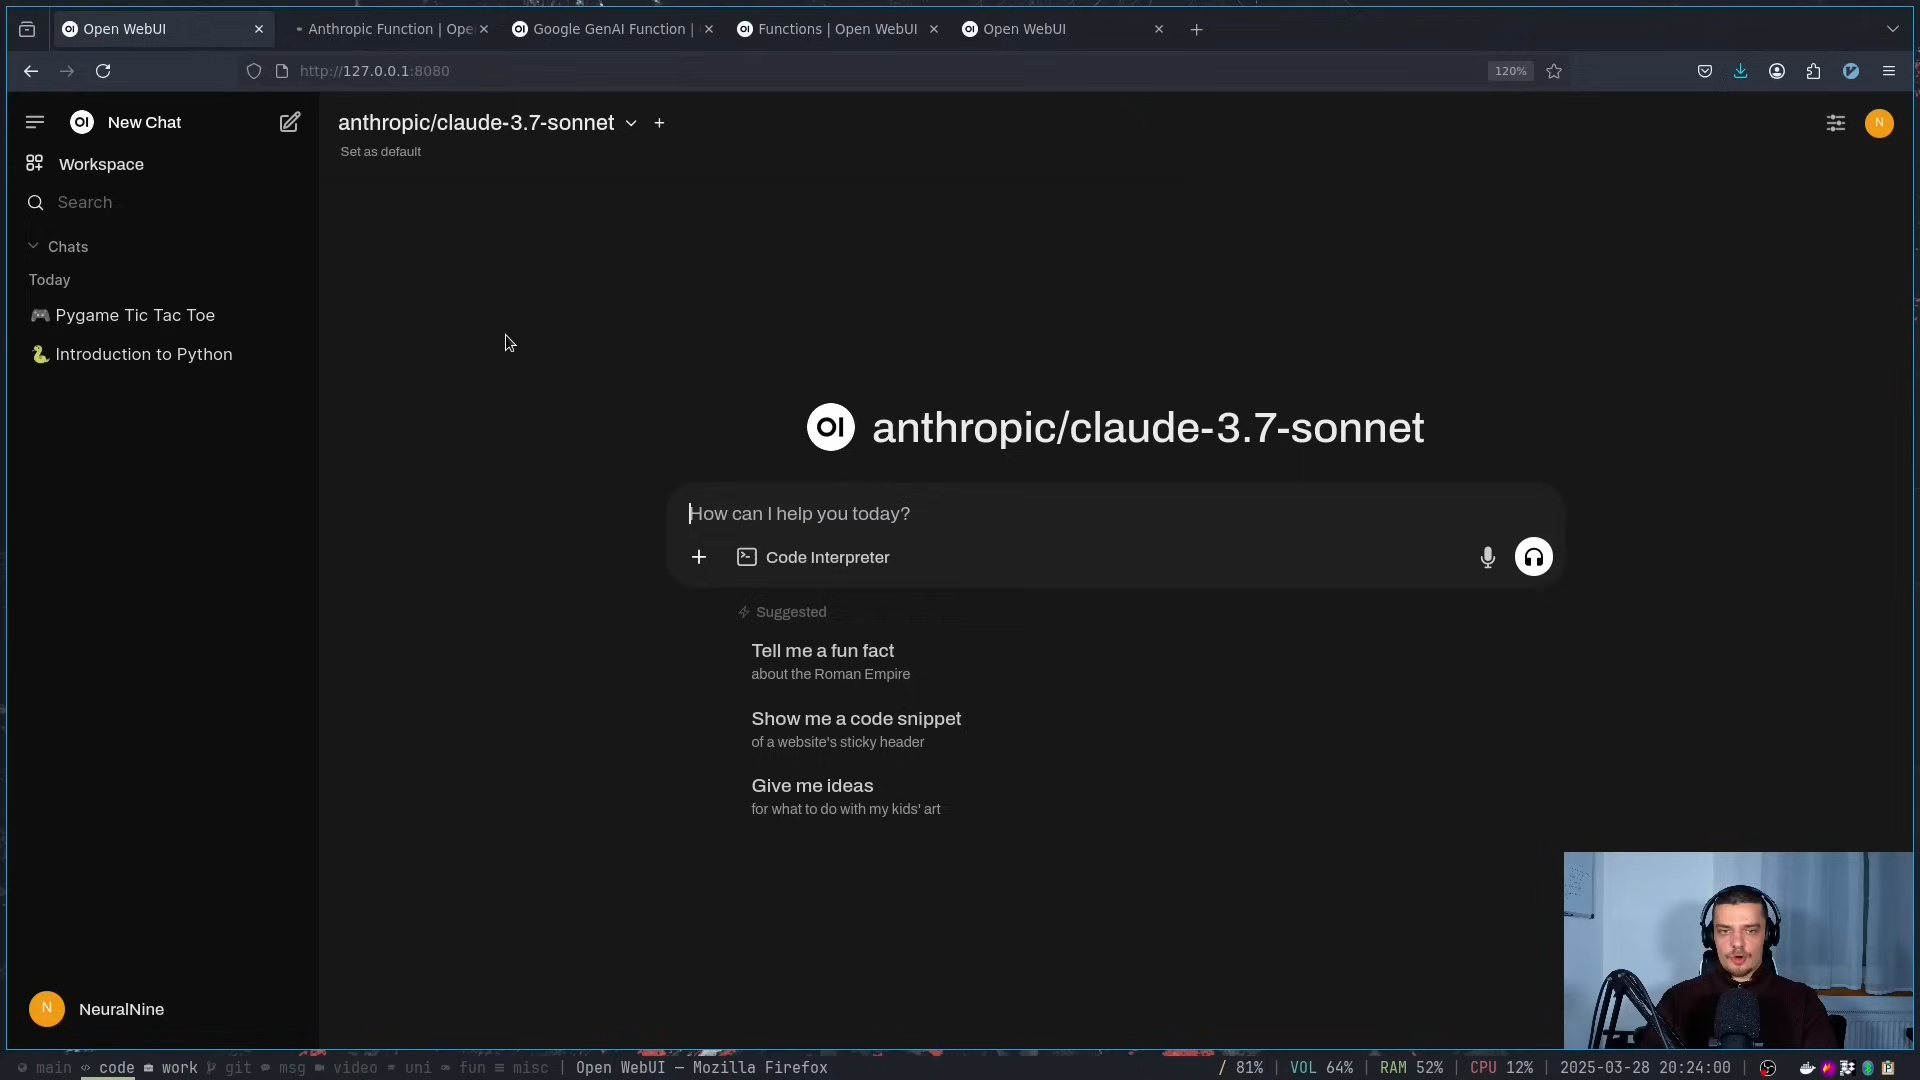 Open WebUI
Anthropic Function | Ope
Google GenAI Function |
Functions | Open WebUI
Open WebUI
http://127.0.0.1:8080
120%
OI New Chat
anthropic/claude-3.7-sonnet
N
Set as default
Workspace
Search
Chats
Today
Pygame Tic Tac Toe
Introduction to Python
OI anthropic/claude-3.7-sonnet
How can I help you today?
Code Interpreter
Suggested
Tell me a fun fact
about the Roman Empire
Show me a code snippet
of a website's sticky header
Give me ideas
for what to do with my kids' art
N NeuralNine
main code work git msg video uni fun misc | Open WebUI — Mozilla Firefox
/ 81% | VOL 64% | RAM 52% | CPU 12% | 2025-03-28 20:24:00 |